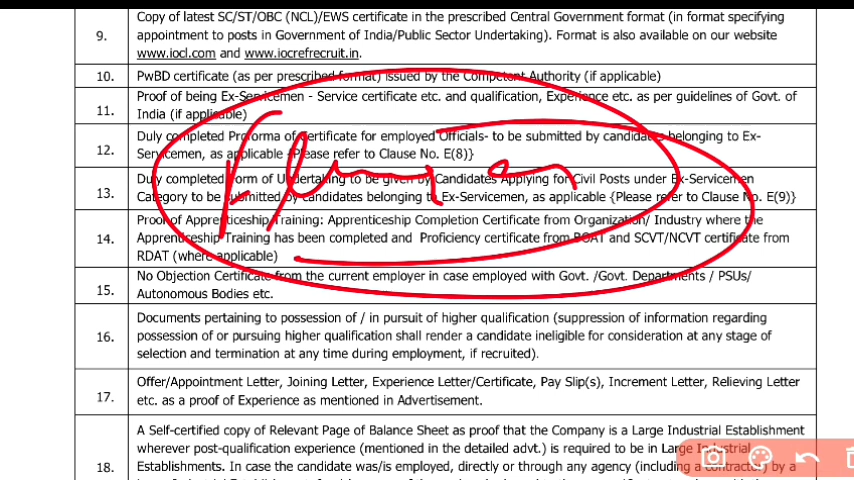 9.
Copy of latest SC/ST/OBC (NCL)/EWS certificate in the prescribed Central Government format (in format specifying
appointment to posts in Government of India/Public Sector Undertaking). Format is also available on our website
www.iocl.com and www.iocrefrecruit.in.
10.
PwBD certificate (as per prescribed format) issued by the Competent Authority (if applicable)
11.
Proof of being Ex-Servicemen - Service certificate etc. and qualification, Experience etc. as per guidelines of Govt. of
India (if applicable)
12.
Duly completed Proforma of certificate for employed Officials- to be submitted by candidates belonging to Ex-
Servicemen, as applicable {Please refer to Clause No. E(8)}
13.
Duly completed form of Undertaking to be given by Candidates Applying for Civil Posts under Ex-Servicemen
Category to be submitted by candidates belonging to Ex-Servicemen, as applicable {Please refer to Clause No. E(9)}
14.
Proof of Apprenticeship Training: Apprenticeship Completion Certificate from Organization/ Industry where the
Apprenticeship Training has been completed and Proficiency certificate from BOAT and SCVT/NCVT certificate from
RDAT (where applicable)
15.
No Objection Certificate from the current employer in case employed with Govt. /Govt. Departments / PSUs/
Autonomous Bodies etc.
16.
Documents pertaining to possession of / in pursuit of higher qualification (suppression of information regarding
possession of or pursuing higher qualification shall render a candidate ineligible for consideration at any stage of
selection and termination at any time during employment, if recruited).
17.
Offer/Appointment Letter, Joining Letter, Experience Letter/Certificate, Pay Slip(s), Increment Letter, Relieving Letter
etc. as a proof of Experience as mentioned in Advertisement.
18.
A Self-certified copy of Relevant Page of Balance Sheet as proof that the Company is a Large Industrial Establishment
wherever post-qualification experience (mentioned in the detailed advt.) is required to be in Large Industrial
Establishments. In case the candidate was/is employed, directly or through any agency (including a contractor) by a